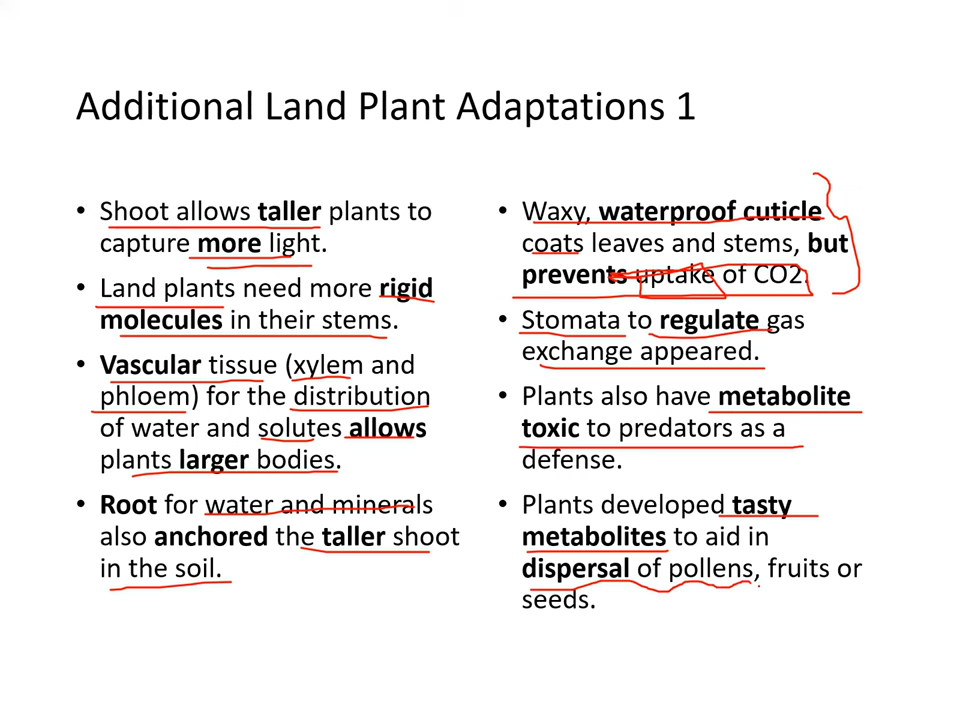 Additional Land Plant Adaptations 1
• Shoot allows taller plants to
capture more light.
• Land plants need more rigid
molecules in their stems.
• Vascular tissue (xylem and
phloem) for the distribution
of water and solutes allows
plants larger bodies.
• Root for water and minerals
also anchored the taller shoot
in the soil.
• Waxy, waterproof cuticle
coats leaves and stems, but
prevents uptake of CO2.
• Stomata to regulate gas
exchange appeared.
• Plants also have metabolite
toxic to predators as a
defense.
• Plants developed tasty
metabolites to aid in
dispersal of pollens, fruits or
seeds.